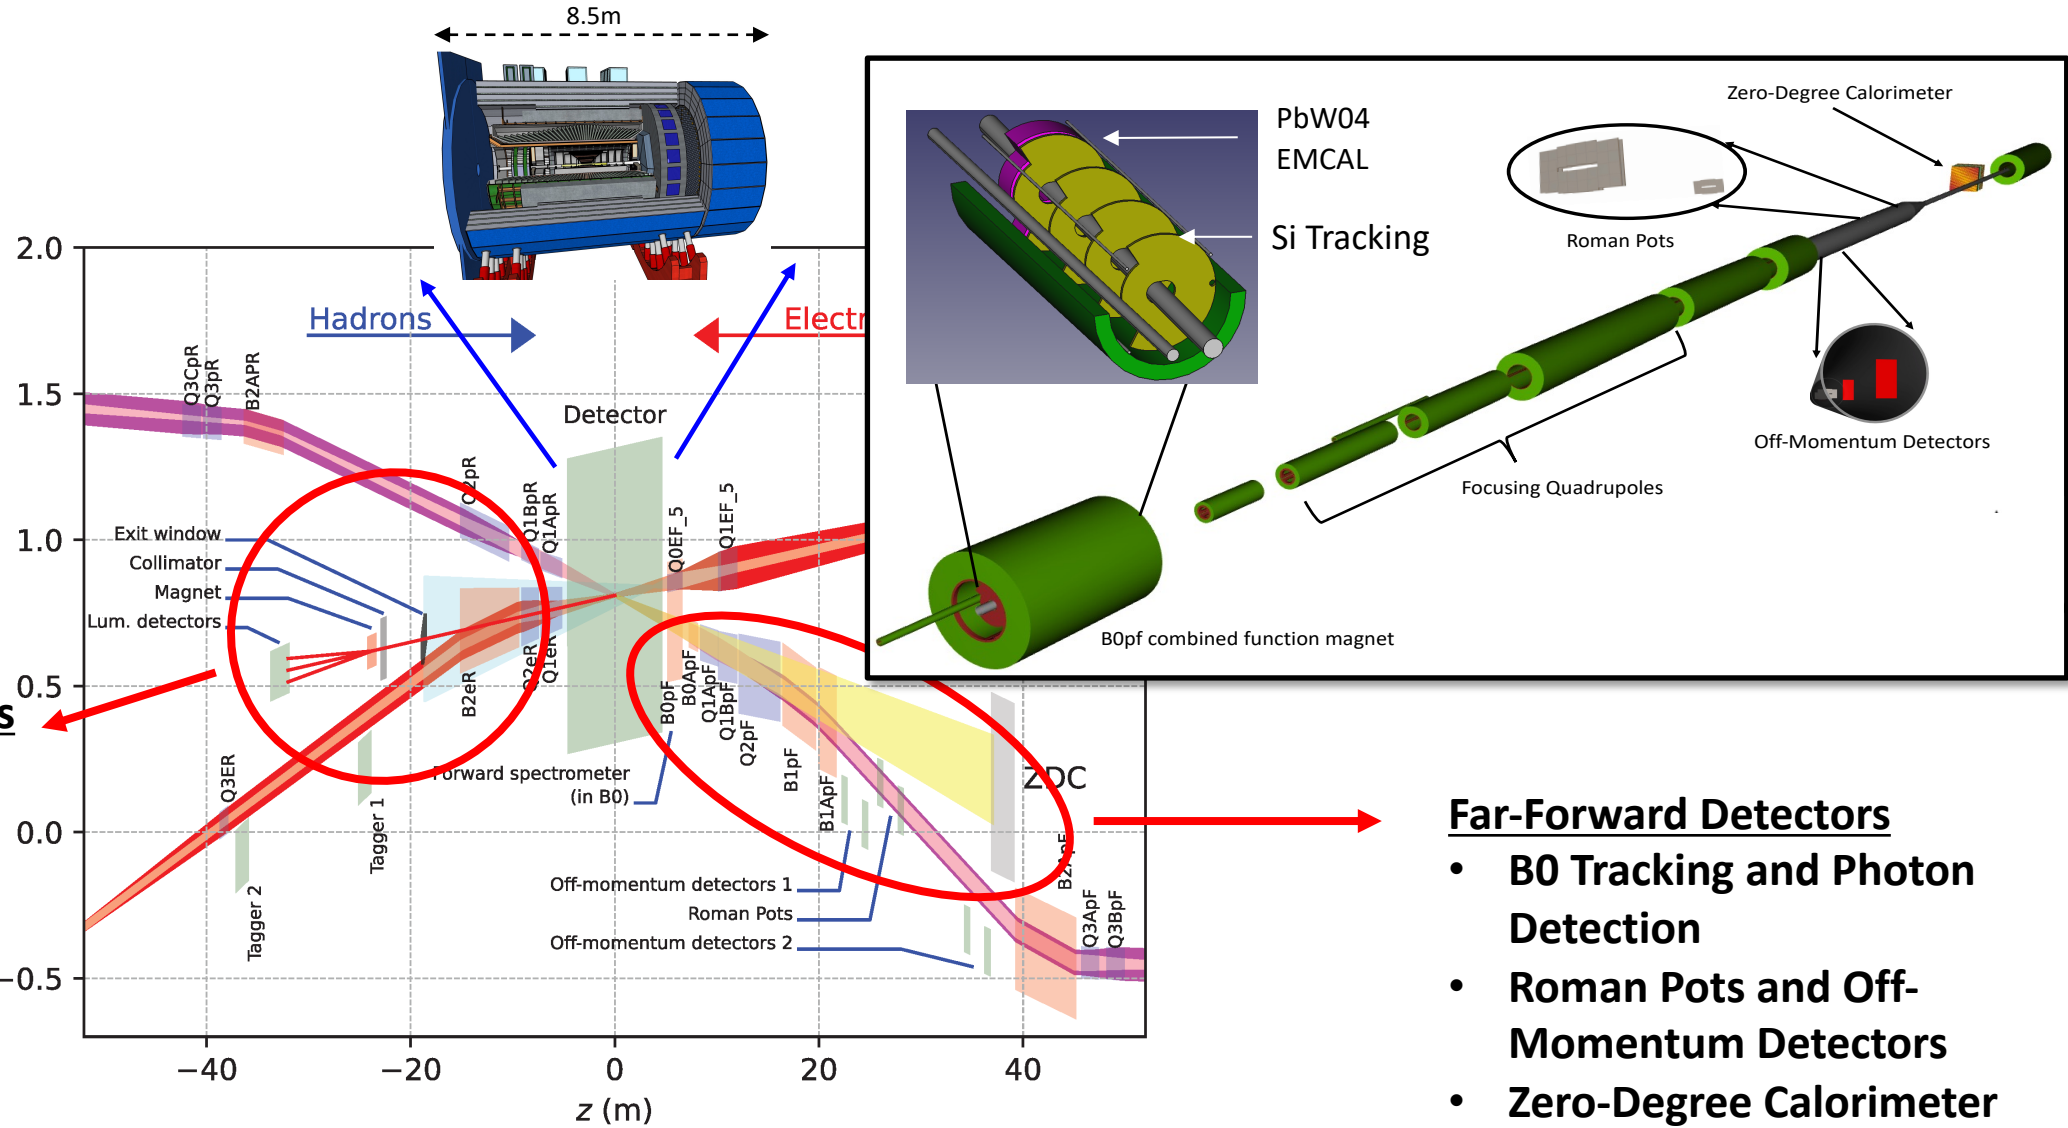 8.5m
PbW04
EMCAL
Si Tracking
Zero-Degree Calorimeter
Roman Pots
Off-Momentum Detectors
Focusing Quadrupoles
B0pf combined function magnet
2.0
1.5
1.0
0.5
0.0
−0.5
Hadrons
Electr
Detector
Q3CpR
Q3pR
B2APR
Q2pR
Q1BpR
Q1ApR
Q0EF_5
Q1EF_5
Exit window
Collimator
Magnet
Lum. detectors
B2eR
Q2eR
Q1eR
B0pF
B0ApF
Q1ApF
Q1BpF
Q2pF
B1pF
B1ApF
s
Q3ER
Tagger 1
Tagger 2
Forward spectrometer
(in B0)
ZDC
B2ApF
Q3ApF
Q3BpF
Off-momentum detectors 1
Roman Pots
Off-momentum detectors 2
−40
−20
0
20
40
z (m)
Far-Forward Detectors
• B0 Tracking and Photon
Detection
• Roman Pots and Off-
Momentum Detectors
• Zero-Degree Calorimeter